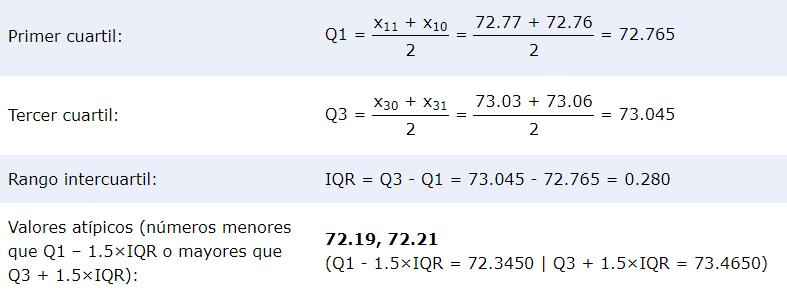 Primer cuartil: Q1 = x11 + x10 / 2 = 72.77 + 72.76 / 2 = 72.765
Tercer cuartil: Q3 = x30 + x31 / 2 = 73.03 + 73.06 / 2 = 73.045
Rango intercuartil: IQR = Q3 - Q1 = 73.045 - 72.765 = 0.280
Valores atípicos (números menores
que Q1 – 1.5×IQR o mayores que
Q3 + 1.5×IQR):
72.19, 72.21
(Q1 - 1.5×IQR = 72.3450 | Q3 + 1.5×IQR = 73.4650)